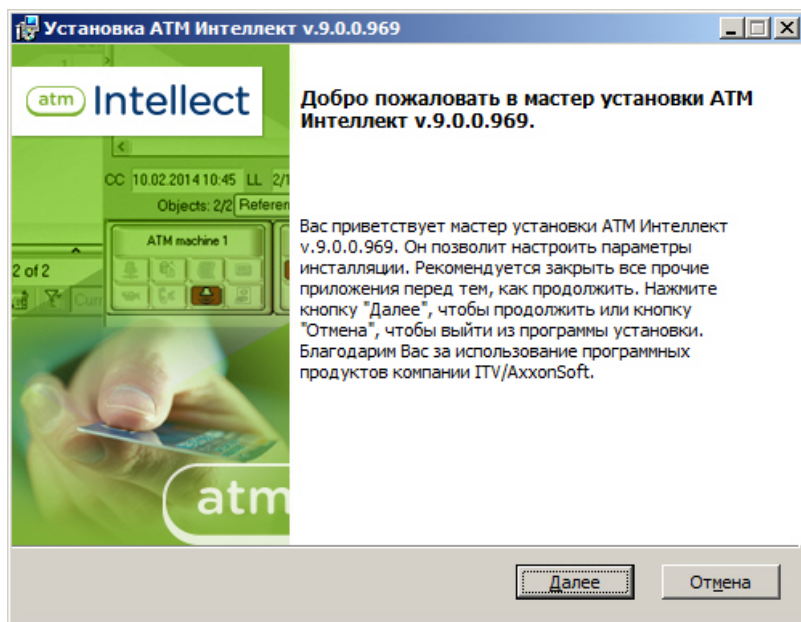 Установка АТМ Интеллект v.9.0.0.969
atm Intellect
CC 10.02.2014 10:45 LL 2/1
Objects: 2/2 Referen
ATM machine 1
2 of 2
Curr
atm
Добро пожаловать в мастер установки АТМ
Интеллект v.9.0.0.969.
Вас приветствует мастер установки АТМ Интеллект
v.9.0.0.969. Он позволит настроить параметры
инсталляции. Рекомендуется закрыть все прочие
приложения перед тем, как продолжить. Нажмите
кнопку "Далее", чтобы продолжить или кнопку
"Отмена", чтобы выйти из программы установки.
Благодарим Вас за использование программных
продуктов компании ITV/AxxonSoft.
Далее
Отмена